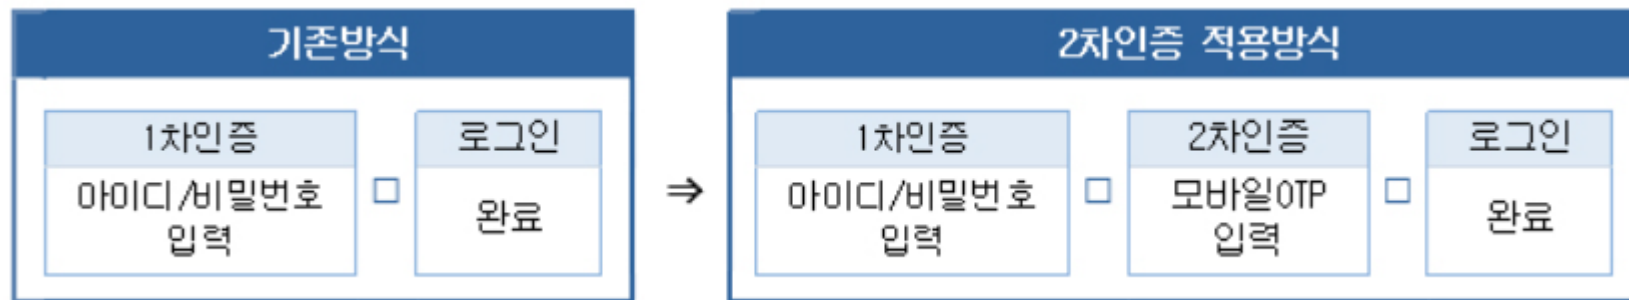 기존방식
1차인증
아이디/비밀번호
입력
□
로그인
완료
⇒
2차인증 적용방식
1차인증
아이디/비밀번호
입력
□
2차인증
모바일OTP
입력
□
로그인
완료